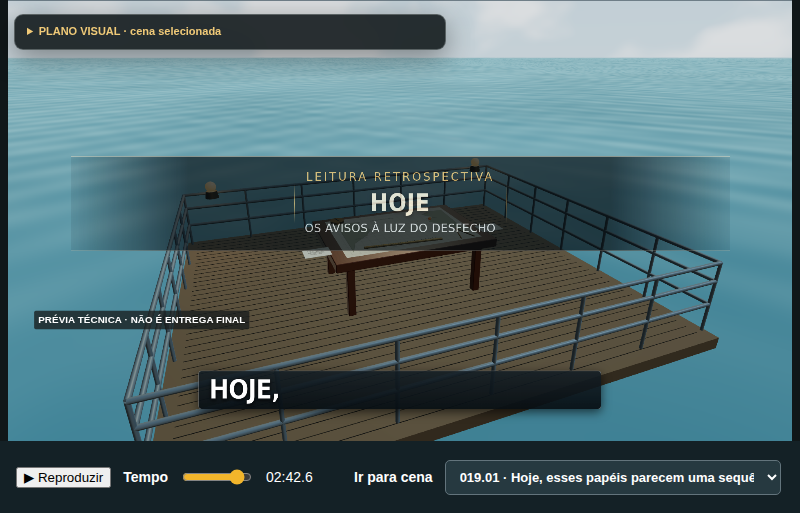 ▶ PLANO VISUAL · cena selecionada
LEITURA RETROSPECTIVA
HOJE
OS AVISOS À LUZ DO DESFECHO
PRÉVIA TÉCNICA · NÃO É ENTREGA FINAL
HOJE,
▶ Reproduzir
Tempo
02:42.6
Ir para cena
019.01 · Hoje, esses papéis parecem uma sequê